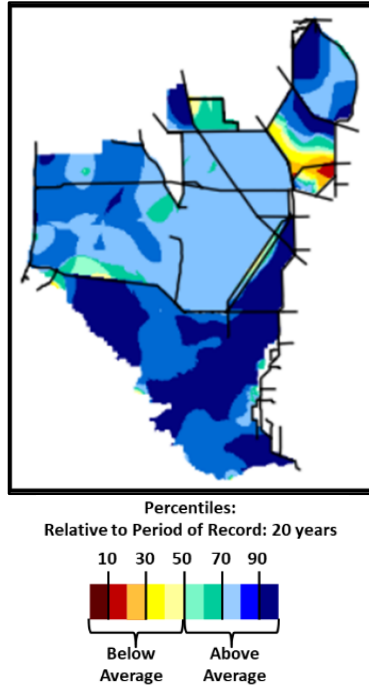 Percentiles:
Relative to Period of Record: 20 years
10 30 50 70 90
Below Above
Average Average